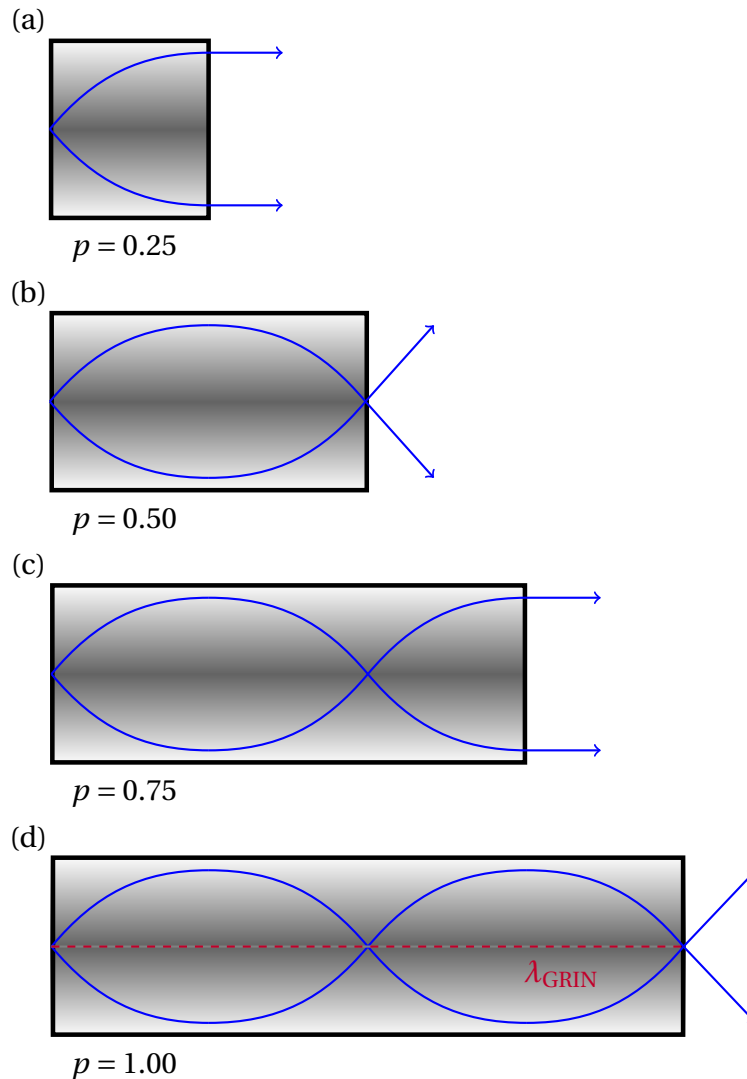 (a)
p = 0.25
(b)
p = 0.50
(c)
p = 0.75
(d)
λGRIN
p = 1.00